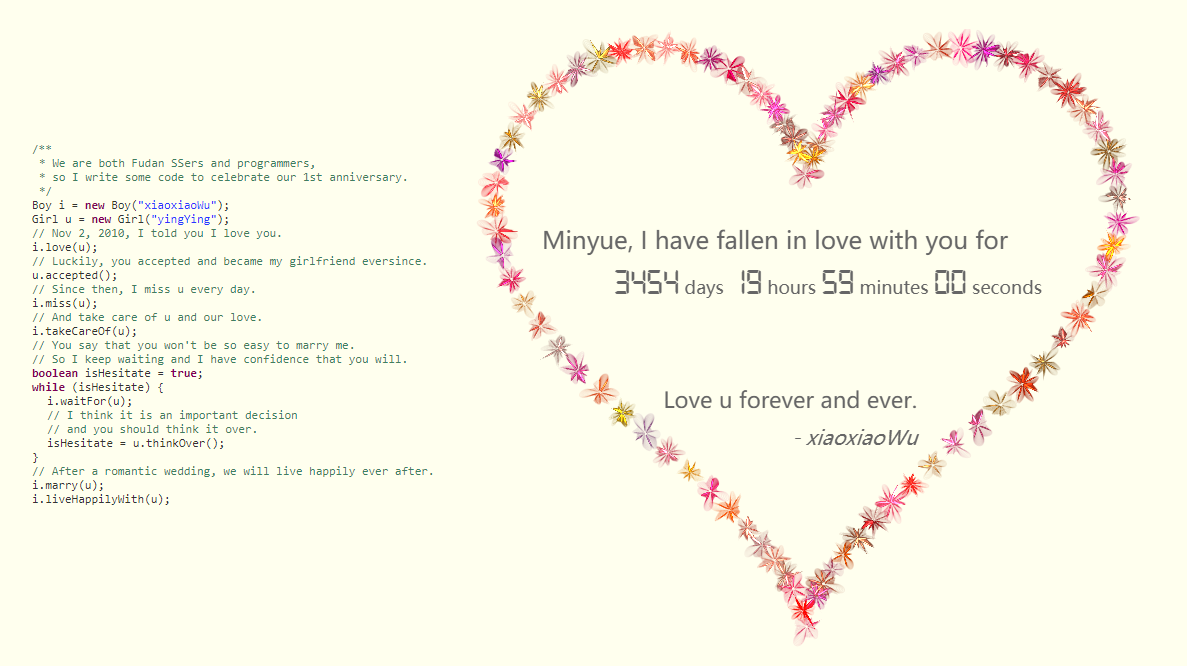 /**
 * We are both Fudan SSers and programmers,
 * so I write some code to celebrate our 1st anniversary.
 */
Boy i = new Boy("xiaoxiaoWu");
Girl u = new Girl("yingYing");
// Nov 2, 2010, I told you I love you.
i.love(u);
// Luckily, you accepted and became my girlfriend eversince.
u.accepted();
// Since then, I miss u every day.
i.miss(u);
// And take care of u and our love.
i.takeCareOf(u);
// You say that you won't be so easy to marry me.
// So I keep waiting and I have confidence that you will.
boolean isHesitate = true;
while (isHesitate) {
  i.waitFor(u);
  // I think it is an important decision
  // and you should think it over.
  isHesitate = u.thinkOver();
}
// After a romantic wedding, we will live happily ever after.
i.marry(u);
i.liveHappilyWith(u);
Minyue, I have fallen in love with you for
3454 days 19 hours 59 minutes 00 seconds
Love u forever and ever.
- xiaoxiaoWu